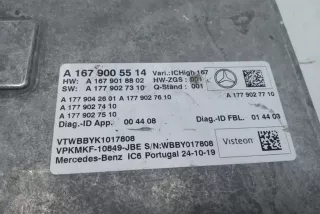 A 167 900 55 14 Vari.:ICHigh-167
HW: A 167 901 88 02 HW-ZGS : 001
SW: A 177 902 73 10 Q-Stand : 001
A 177 904 26 01 A 177 902 76 10 A 177 902 77 10
A 177 902 74 10
A 177 902 75 10
Diag.-ID App. 00 44 08 Diag.-ID FBL. 01 44 03
VTWBBYK1017808
VPKMKF-10849-JBE S/N:WBBY017808 Visteon
Mercedes-Benz IC6 Portugal 24-10-19